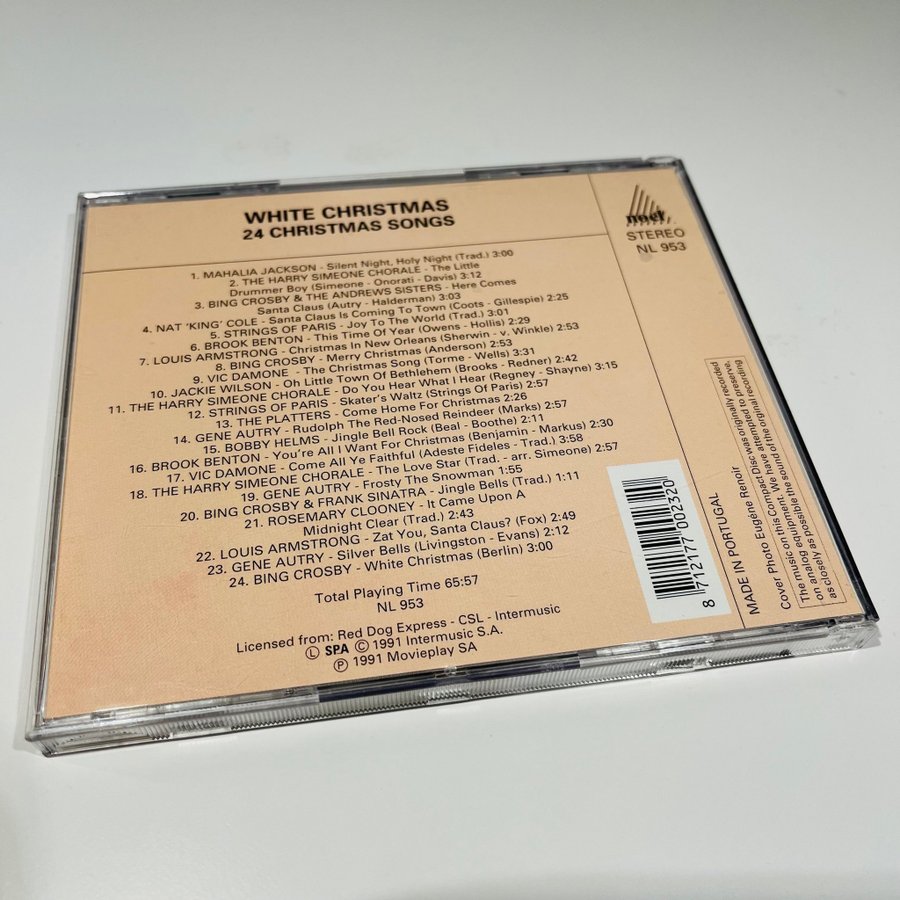 WHITE CHRISTMAS
24 CHRISTMAS SONGS
1. MAHALIA JACKSON - Silent Night, Holy Night (Trad.) 3:00
2. THE HARRY SIMEONE CHORALE - The Little
Drummer Boy (Simeone - Onorati - Davis) 3:12
3. BING CROSBY & THE ANDREWS SISTERS - Here Comes
Santa Claus (Autry - Halderman) 3:03
4. NAT 'KING' COLE - Santa Claus Is Coming To Town (Coots - Gillespie) 2:25
5. STRINGS OF PARIS - Joy To The World (Trad.) 3:01
6. BROOK BENTON - This Time Of Year (Owens - Hollis) 2:29
7. LOUIS ARMSTRONG - Christmas In New Orleans (Sherwin - v. Winkle) 2:53
8. BING CROSBY - Merry Christmas (Anderson) 2:53
9. VIC DAMONE - The Christmas Song (Torme - Wells) 3:31
10. JACKIE WILSON - Oh Little Town Of Bethlehem (Brooks - Redner) 2:42
11. THE HARRY SIMEONE CHORALE - Do You Hear What I Hear (Regney - Shayne) 3:15
12. STRINGS OF PARIS - Skater's Waltz (Strings Of Paris) 2:57
13. THE PLATTERS - Come Home For Christmas 2:26
14. GENE AUTRY - Rudolph The Red-Nosed Reindeer (Marks) 2:57
15. BOBBY HELMS - Jingle Bell Rock (Beal - Boothe) 2:11
16. BROOK BENTON - You're All I Want For Christmas (Benjamin - Markus) 2:30
17. VIC DAMONE - Come All Ye Faithful (Adeste Fideles - Trad.) 3:58
18. THE HARRY SIMEONE CHORALE - The Love Star (Trad. - arr. Simeone) 2:57
19. GENE AUTRY - Frosty The Snowman 1:55
20. BING CROSBY & FRANK SINATRA - Jingle Bells (Trad.) 1:11
21. ROSEMARY CLOONEY - It Came Upon A
Midnight Clear (Trad.) 2:43
22. LOUIS ARMSTRONG - Zat You, Santa Claus? (Fox) 2:49
23. GENE AUTRY - Silver Bells (Livingston - Evans) 2:12
24. BING CROSBY - White Christmas (Berlin) 3:00
Total Playing Time 65:57
NL 953
Licensed from: Red Dog Express - CSL - Intermusic
Ⓛ SPA © 1991 Intermusic S.A.
℗ 1991 Movieplay SA
noel
STEREO
NL 953
8 712177 002320
MADE IN PORTUGAL
Cover Photo Eugéne Renoir
The music on this Compact Disc was originally recorded
on analog equipment. We have attempted to preserve,
as closely as possible the sound of the original recording